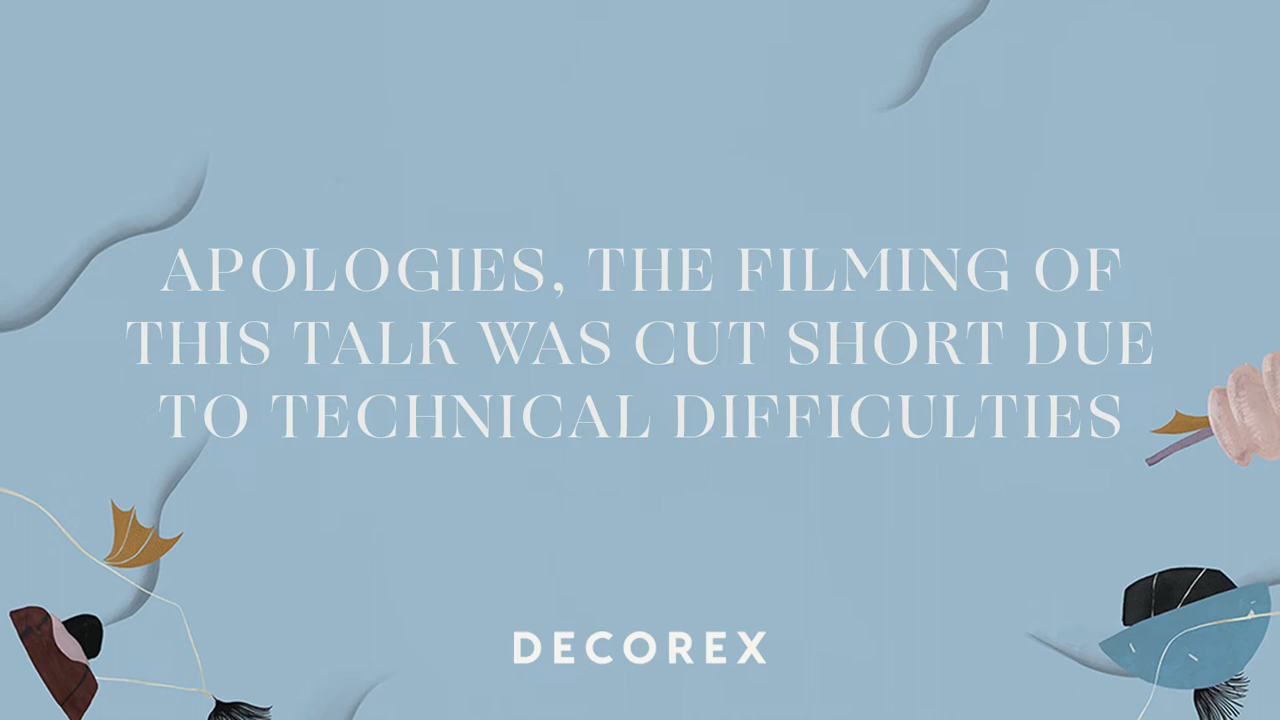 APOLOGIES, THE FILMING OF
THIS TALK WAS CUT SHORT DUE
TO TECHNICAL DIFFICULTIES
DECOREX